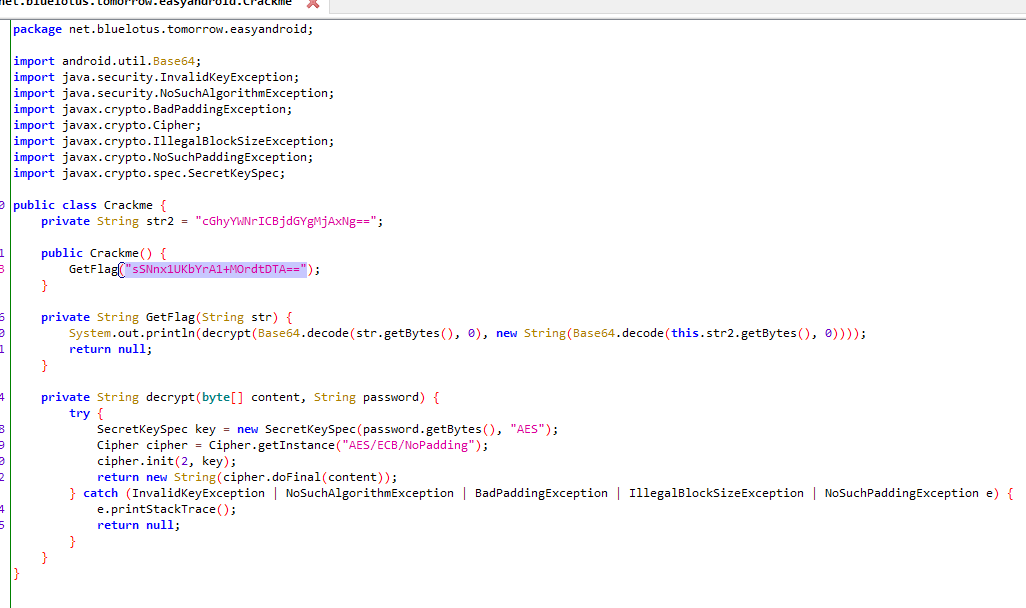 net.bluelotus.tomorrow.easyandroid.Crackme
package net.bluelotus.tomorrow.easyandroid;
import android.util.Base64;
import java.security.InvalidKeyException;
import java.security.NoSuchAlgorithmException;
import javax.crypto.BadPaddingException;
import javax.crypto.Cipher;
import javax.crypto.IllegalBlockSizeException;
import javax.crypto.NoSuchPaddingException;
import javax.crypto.spec.SecretKeySpec;
0 public class Crackme {
private String str2 = "cGhyYWNrICBjdGYgMjAxNg==";
1 public Crackme() {
3 GetFlag("sSNnx1UKbYrA1+MOrdtDTA==");
}
6 private String GetFlag(String str) {
0 System.out.println(decrypt(Base64.decode(str.getBytes(), 0), new String(Base64.decode(this.str2.getBytes(), 0))));
1 return null;
}
4 private String decrypt(byte[] content, String password) {
try {
8 SecretKeySpec key = new SecretKeySpec(password.getBytes(), "AES");
9 Cipher cipher = Cipher.getInstance("AES/ECB/NoPadding");
0 cipher.init(2, key);
2 return new String(cipher.doFinal(content));
} catch (InvalidKeyException | NoSuchAlgorithmException | BadPaddingException | IllegalBlockSizeException | NoSuchPaddingException e) {
4 e.printStackTrace();
5 return null;
}
}
}